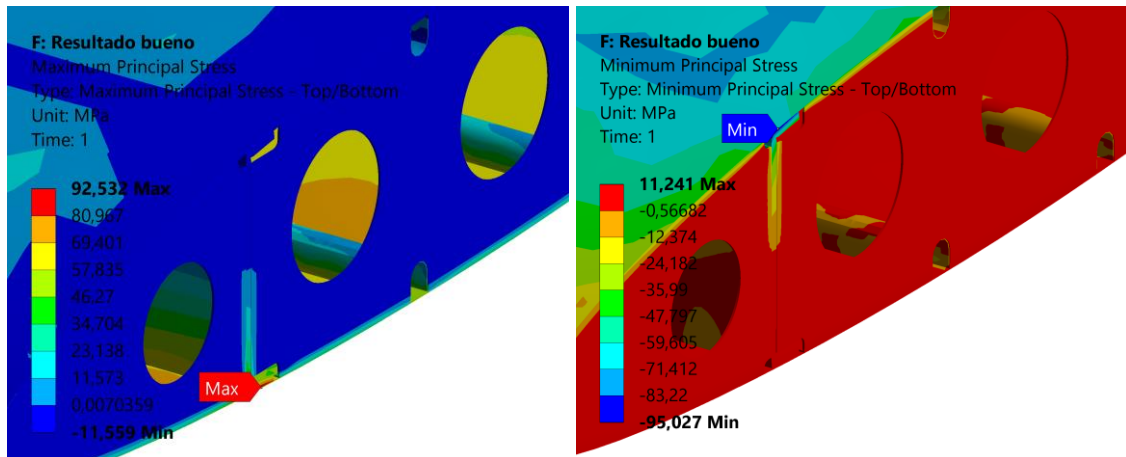 F: Resultado bueno
Maximum Principal Stress
Type: Maximum Principal Stress - Top/Bottom
Unit: MPa
Time: 1
92,532 Max
80,967
69,401
57,835
46,27
34,704
23,138
11,573
0,0070359
-11,559 Min
Max
F: Resultado bueno
Minimum Principal Stress
Type: Minimum Principal Stress - Top/Bottom
Unit: MPa
Time: 1
Min
11,241 Max
-0,56682
-12,374
-24,182
-35,99
-47,797
-59,605
-71,412
-83,22
-95,027 Min